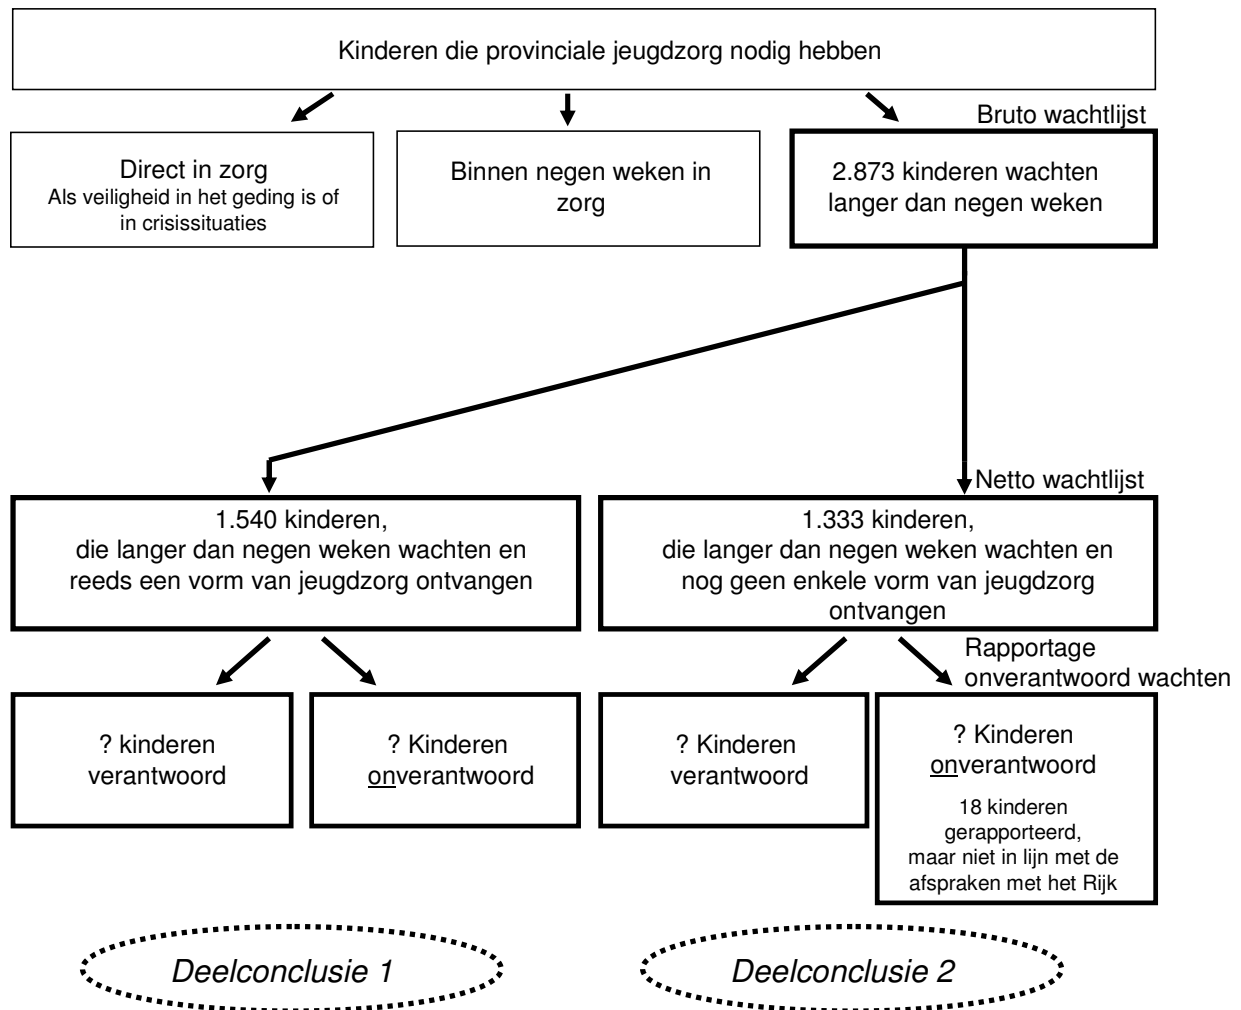 Kinderen die provinciale jeugdzorg nodig hebben
Bruto wachtlijst
Direct in zorg
Als veiligheid in het geding is of
in crisissituaties
Binnen negen weken in
zorg
2.873 kinderen wachten
langer dan negen weken
Netto wachtlijst
1.540 kinderen,
die langer dan negen weken wachten en
reeds een vorm van jeugdzorg ontvangen
1.333 kinderen,
die langer dan negen weken wachten en
nog geen enkele vorm van jeugdzorg
ontvangen
Rapportage
onverantwoord wachten
? kinderen
verantwoord
? Kinderen
onverantwoord
? Kinderen
verantwoord
? Kinderen
onverantwoord
18 kinderen
gerapporteerd,
maar niet in lijn met de
afspraken met het Rijk
Deelconclusie 1
Deelconclusie 2